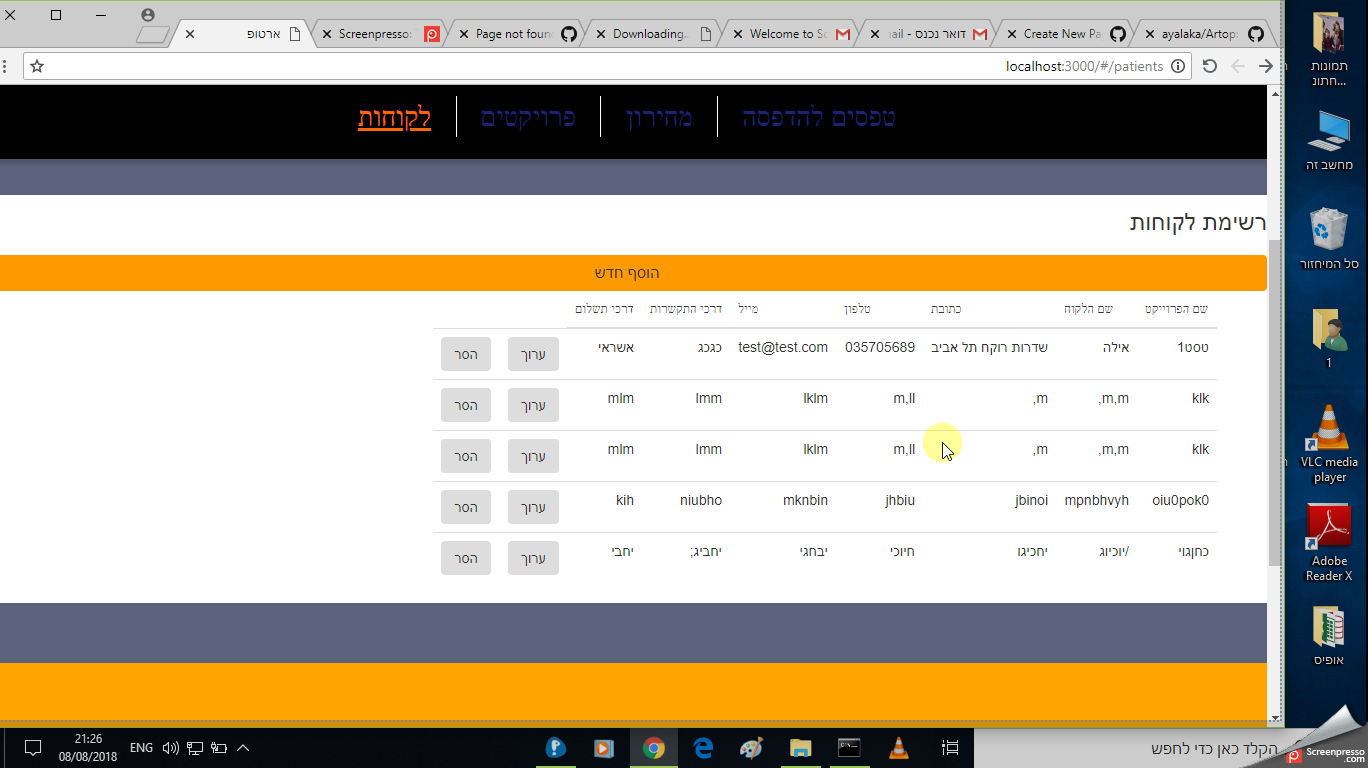 ארטופ
Screenpresso:
Page not found
Downloading..
Welcome to Sc
דואר נכנס - ail
Create New Pa
ayalaka/Artop:
localhost:3000/#/patients
טפסים להדפסה
מחירון
פרויקטים
לקוחות
רשימת לקוחות
הוסף חדש
שם הפרוייקט שם הלקוח כתובת טלפון מייל דרכי התקשרות דרכי תשלום
טסט1 אילה שדרות רוקח תל אביב 035705689 test@test.com כגכג אשראי ערוך הסר
klk m,m, m, m,ll lklm lmm mlm ערוך הסר
klk m,m, m, m,ll lklm lmm mlm ערוך הסר
oiu0pok0 mpnbhvyh jbinoi jhbiu mknbin niubho kih ערוך הסר
כחןגוי /יוכיוג יחכיגו חיוכי יבחגי יחביג; יחבי ערוך הסר
תמונות
חתונ...
מחשב זה
סל המיחזור
1
VLC media
player
Adobe
Reader X
אופיס
הקלד כאן כדי לחפש
ENG
21:26
08/08/2018
Screenpresso
.com